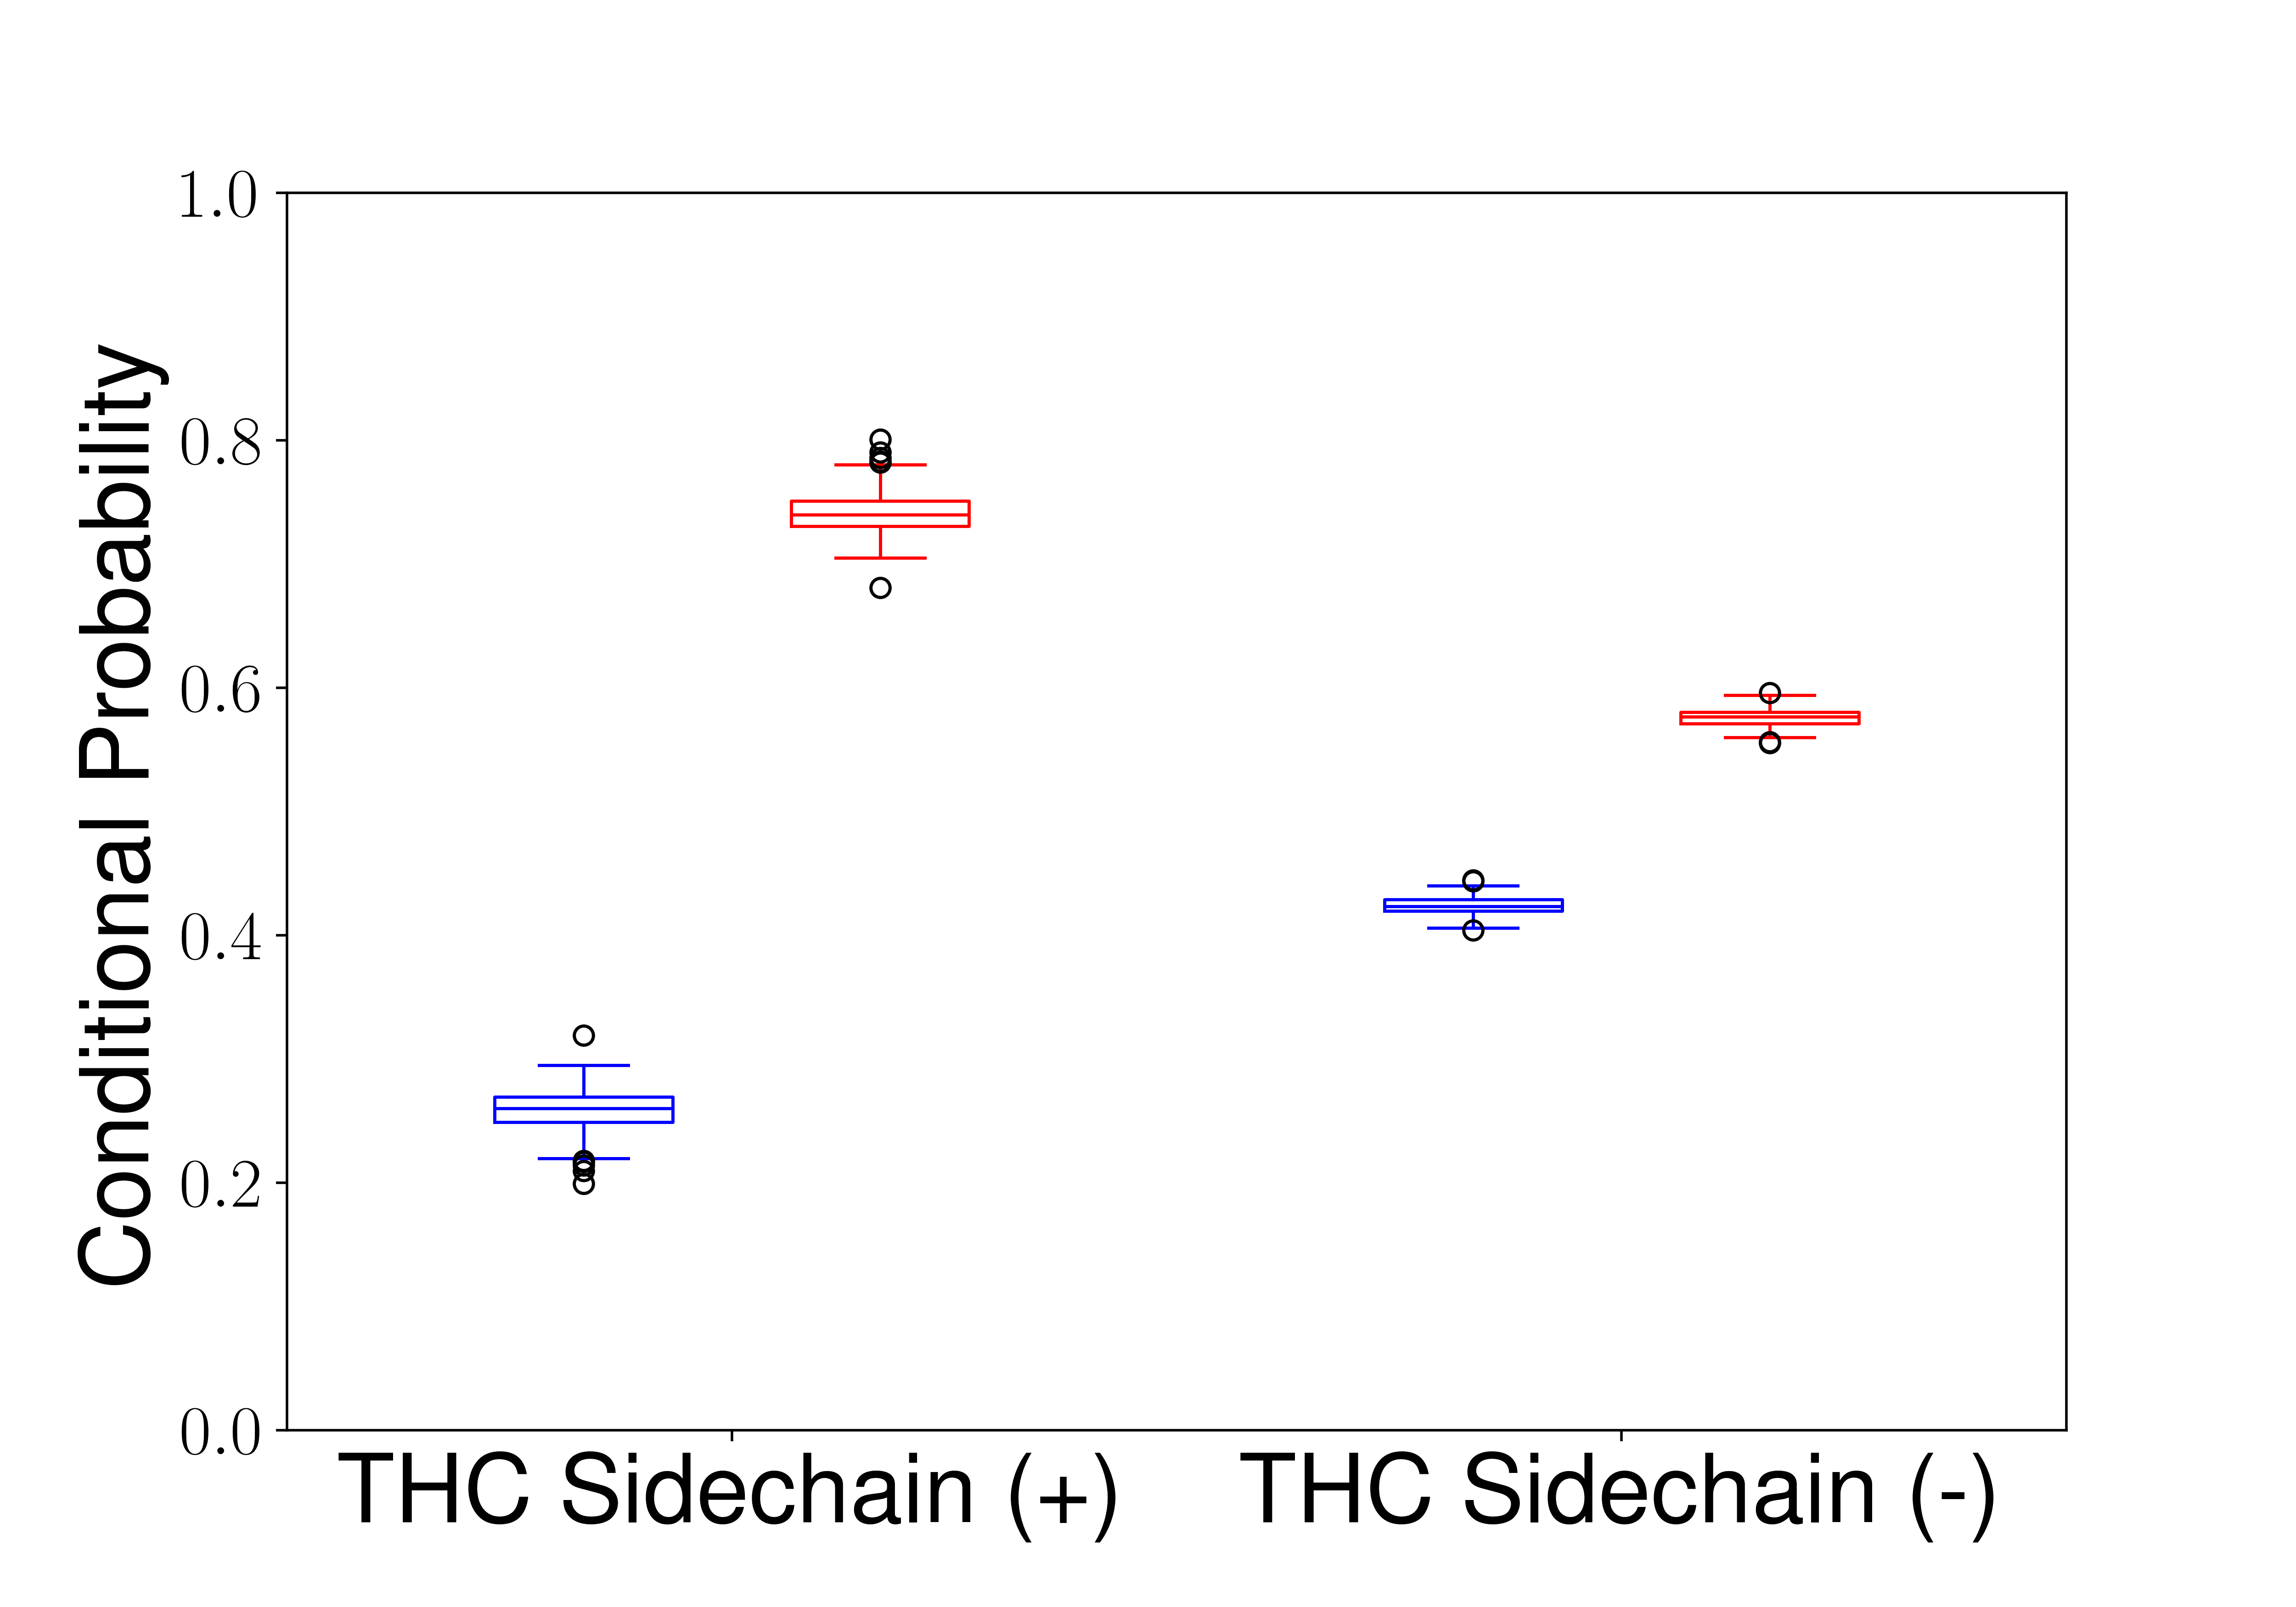 Conditional Probability
1.0
0.8
0.6
0.4
0.2
0.0
THC Sidechain (+)
THC Sidechain (-)